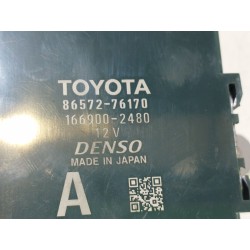 TOYOTA
86572-76170
166900-2480
12V
DENSO
MADE IN JAPAN
A